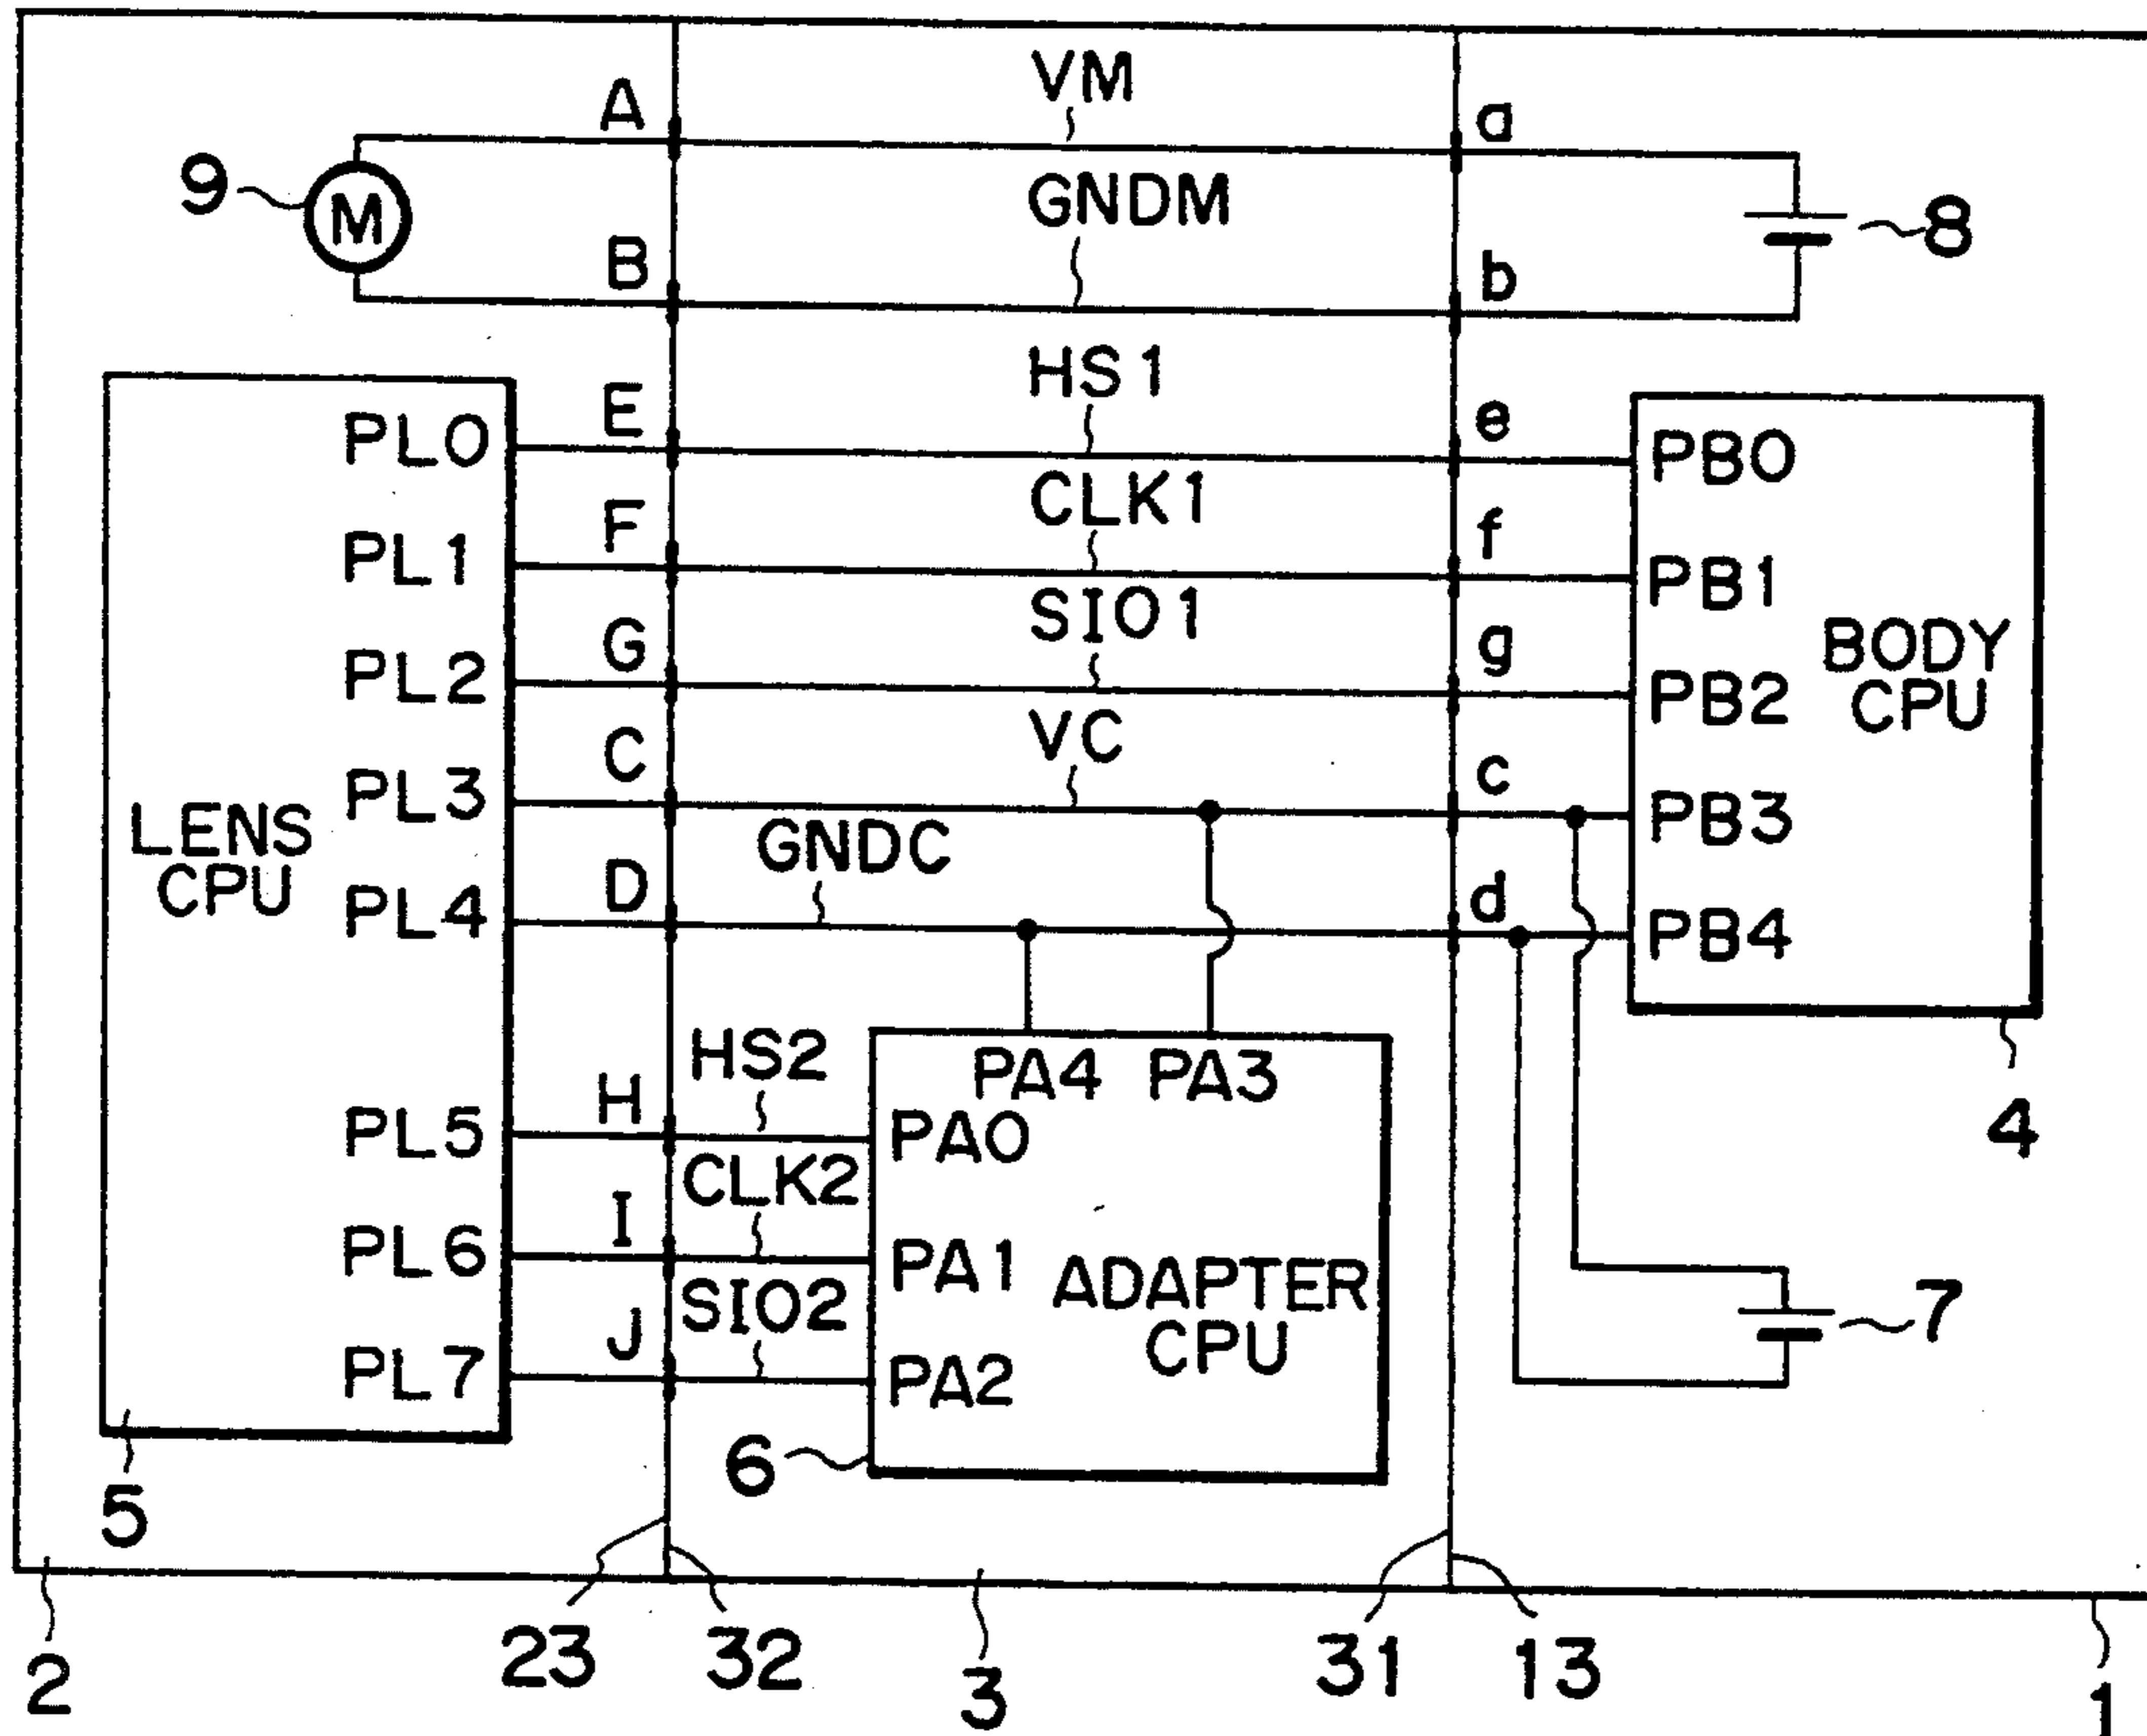 VM
A
a
9
M
GNDM
8
B
b
HS1
PL0
E
e
PB0
CLK1
PL1
F
f
PB1
SIO1
PL2
G
g
PB2
BODY
CPU
VC
PL3
C
c
PB3
LENS
CPU
GNDC
PL4
D
d
PB4
HS2
PA4
PA3
PL5
H
PA0
4
CLK2
PL6
I
PA1
ADAPTER
CPU
SIO2
7
PL7
J
PA2
6
5
2
23
32
3
31
13
1